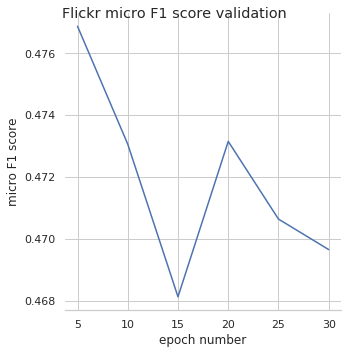 Flickr micro F1 score validation
0.476
0.474
0.472
0.470
0.468
micro F1 score
5 10 15 20 25 30
epoch number